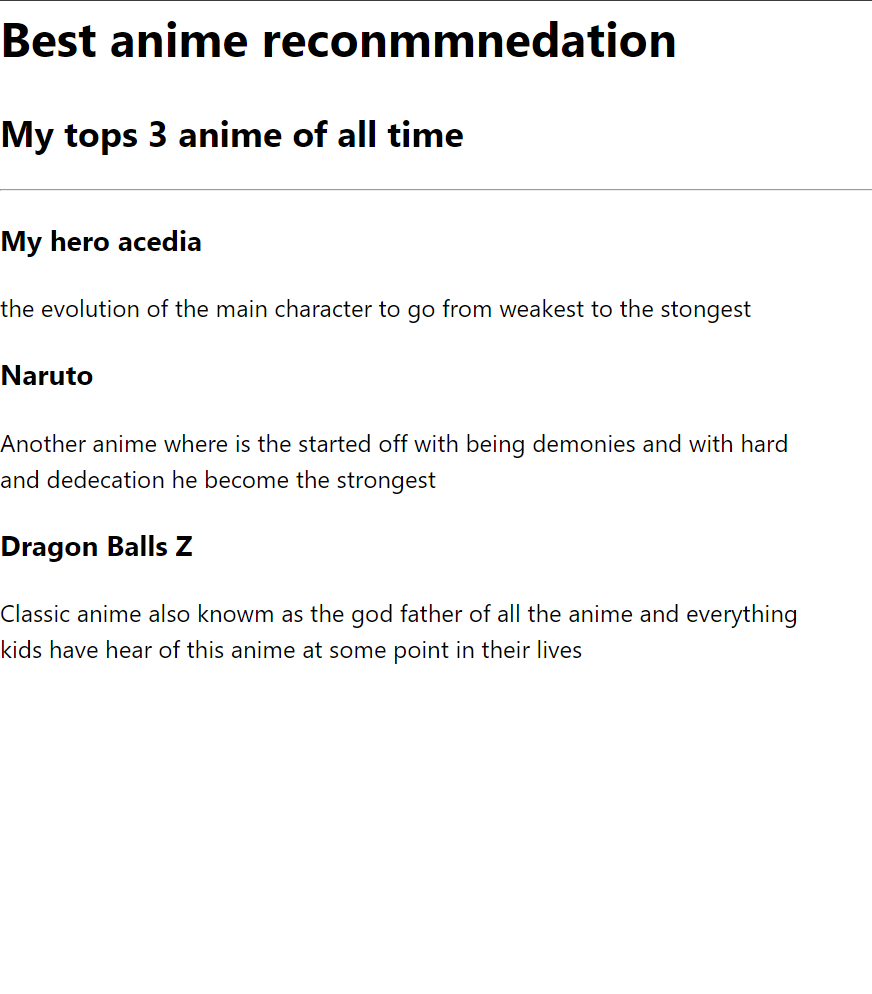 Best anime reconmmnedation
My tops 3 anime of all time
My hero acedia
the evolution of the main character to go from weakest to the stongest
Naruto
Another anime where is the started off with being demonies and with hard
and dedecation he become the strongest
Dragon Balls Z
Classic anime also knowm as the god father of all the anime and everything
kids have hear of this anime at some point in their lives